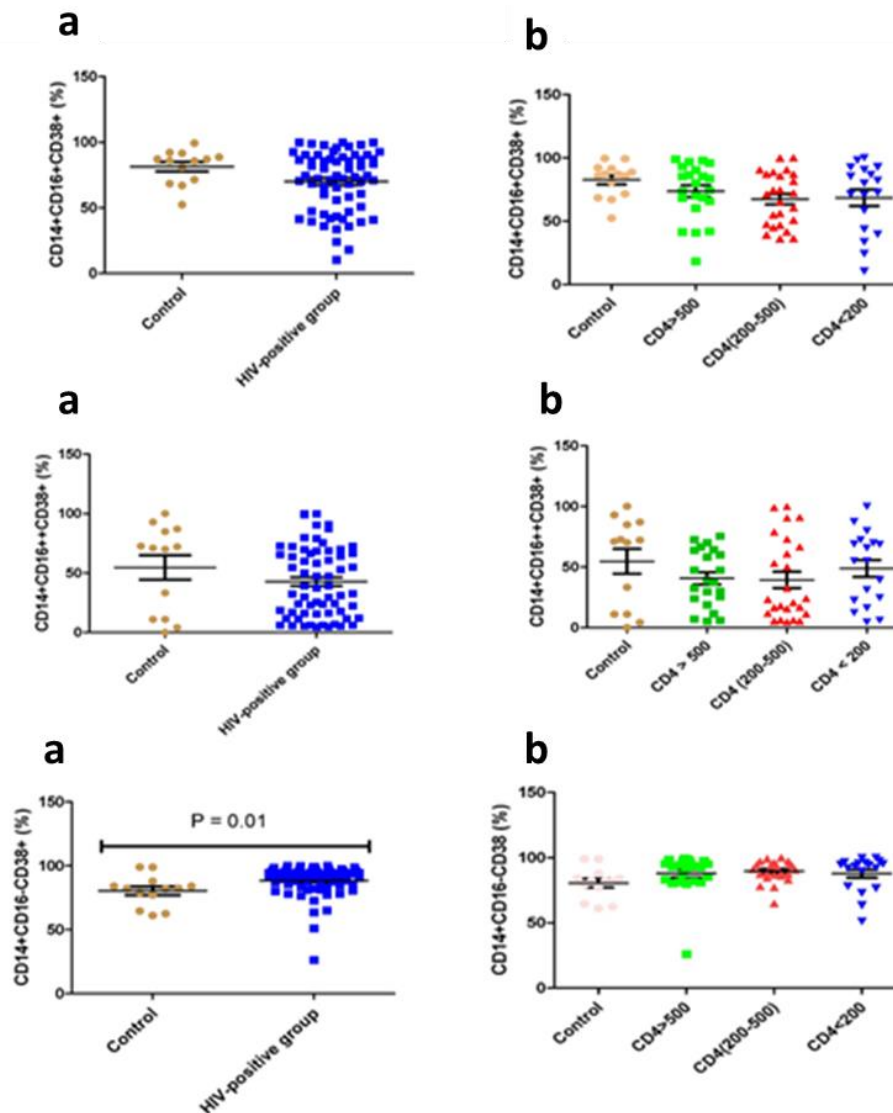 a
CD14+CD16+CD38+ (%)
150
100
50
0
Control
HIV-positive group
b
CD14+CD16+CD38+ (%)
150
100
50
0
Control
CD4>500
CD4(200-500)
CD4<200
a
CD14+CD16++CD38+ (%)
150
100
50
0
Control
HIV-positive group
b
CD14+CD16++CD38+ (%)
150
100
50
0
Control
CD4 > 500
CD4 (200-500)
CD4 < 200
a
CD14+CD16-CD38+ (%)
150
100
50
0
P = 0.01
Control
HIV-positive group
b
CD14+CD16-CD38 (%)
150
100
50
0
Control
CD4>500
CD4(200-500)
CD4<200